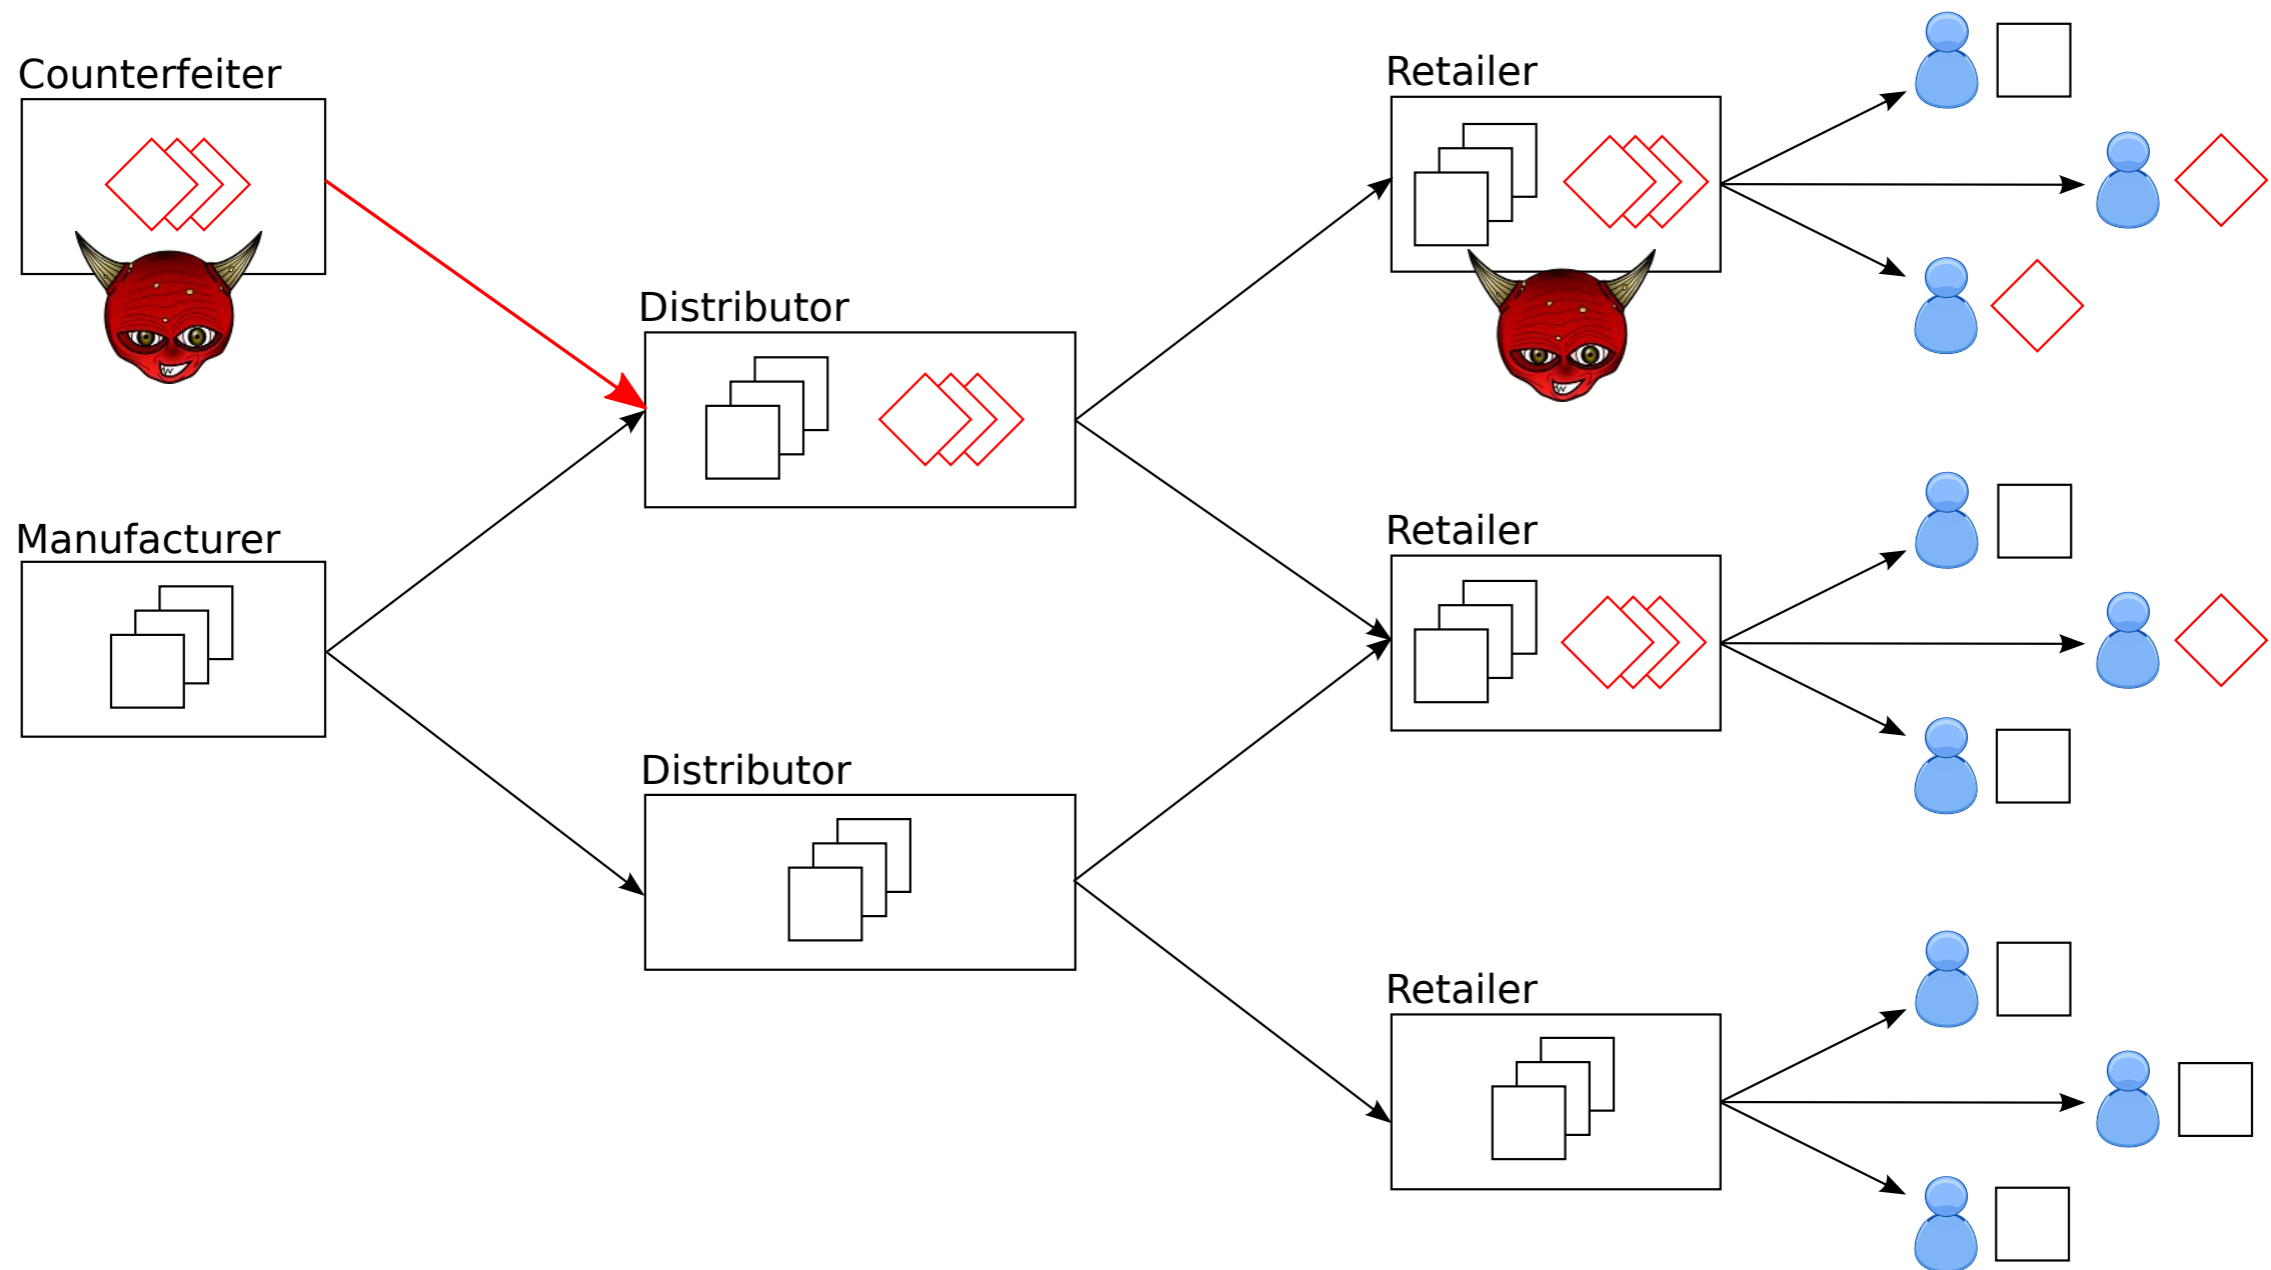 Counterfeiter
Retailer
Distributor
Manufacturer
Retailer
Distributor
Retailer